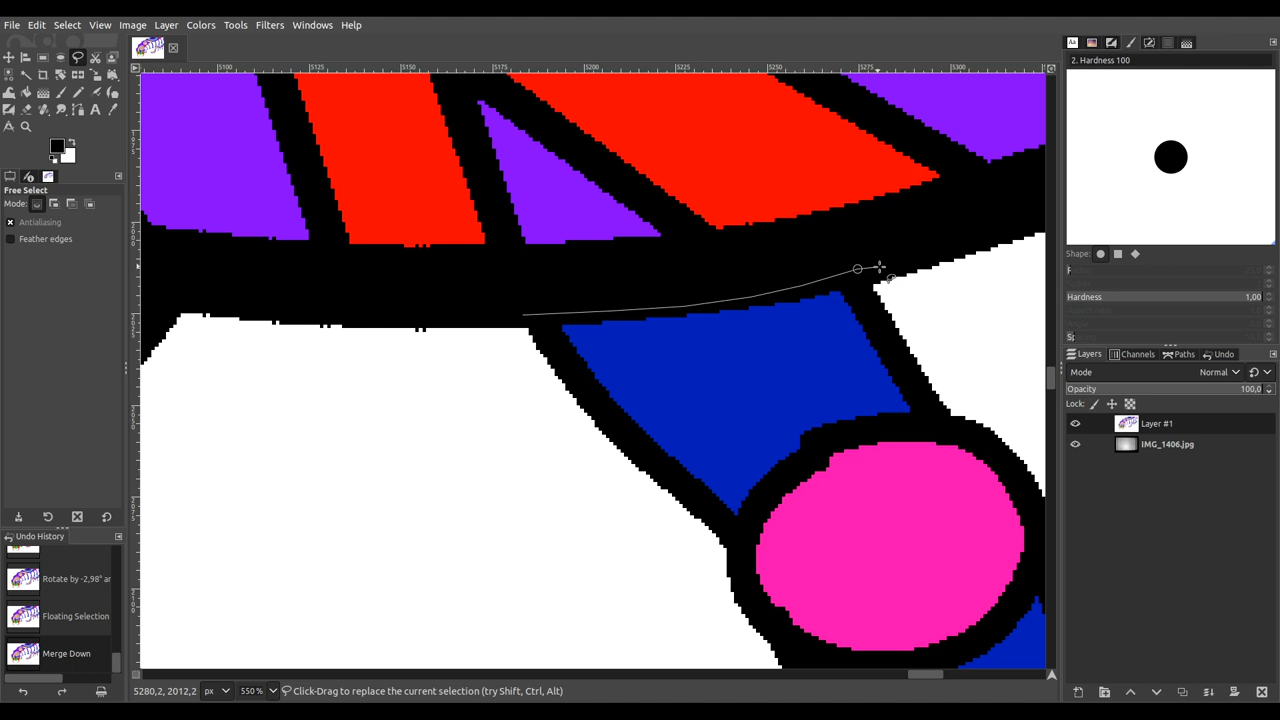 File Edit Select View Image Layer Colors Tools Filters Windows Help
5100 5125 5150 5175 5200 5225 5250 5275 5300
2. Hardness 100
Free Select
Mode:
Antialiasing
Feather edges
Shape:
Hardness 1,00
Layers Channels Paths Undo
Mode Normal
Opacity 100,0
Lock:
Layer #1
IMG_1406.jpg
Undo History
Rotate by -2,98° ar
Floating Selection
Merge Down
5280,2, 2012,2 px 550 % Click-Drag to replace the current selection (try Shift, Ctrl, Alt)